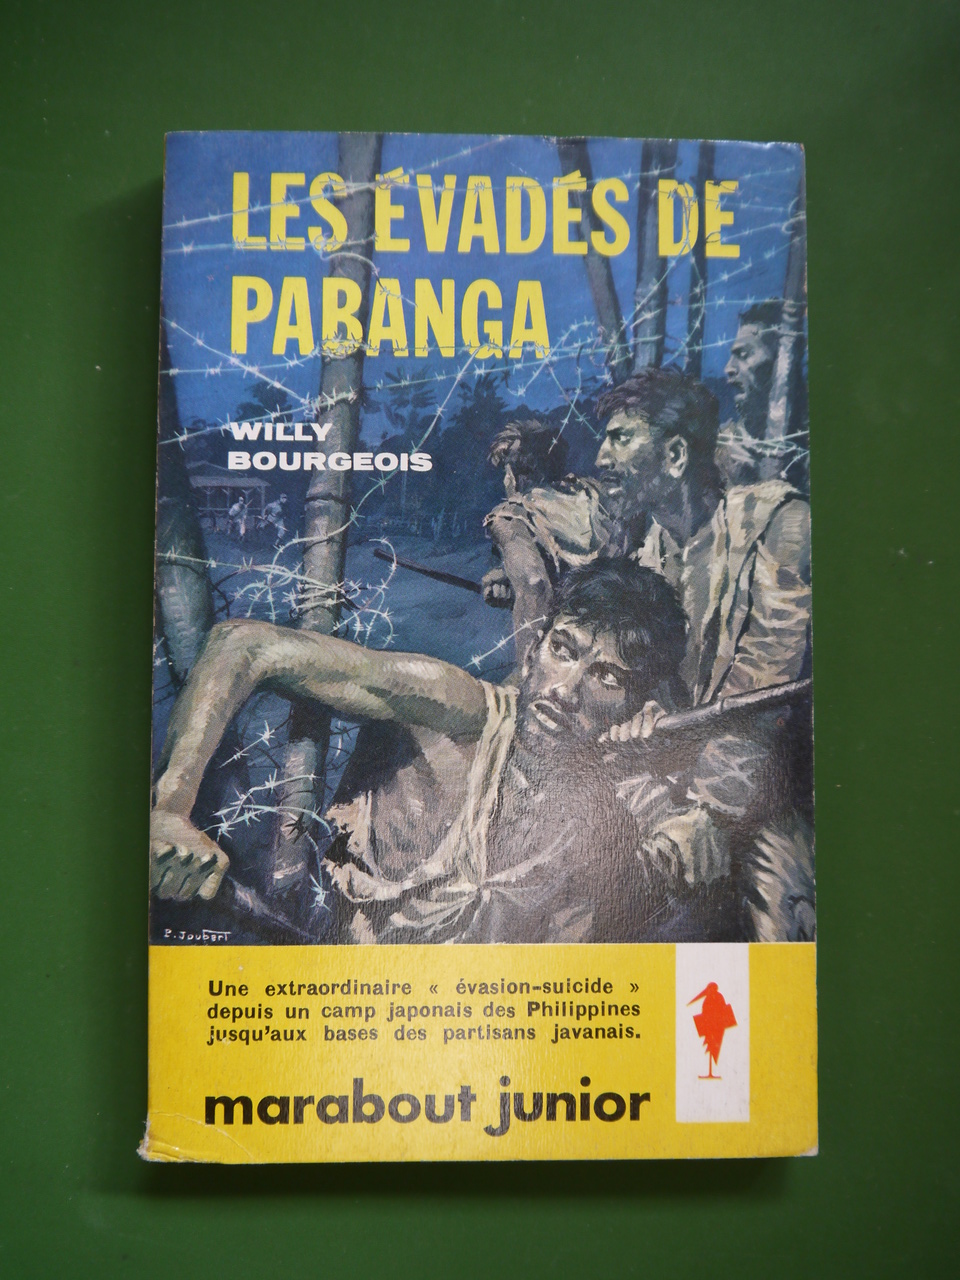 LES ÉVADÉS DE
PABANGA
WILLY
BOURGEOIS
P. Joubert
Une extraordinaire « évasion-suicide »
depuis un camp japonais des Philippines
jusqu'aux bases des partisans javanais.
marabout junior